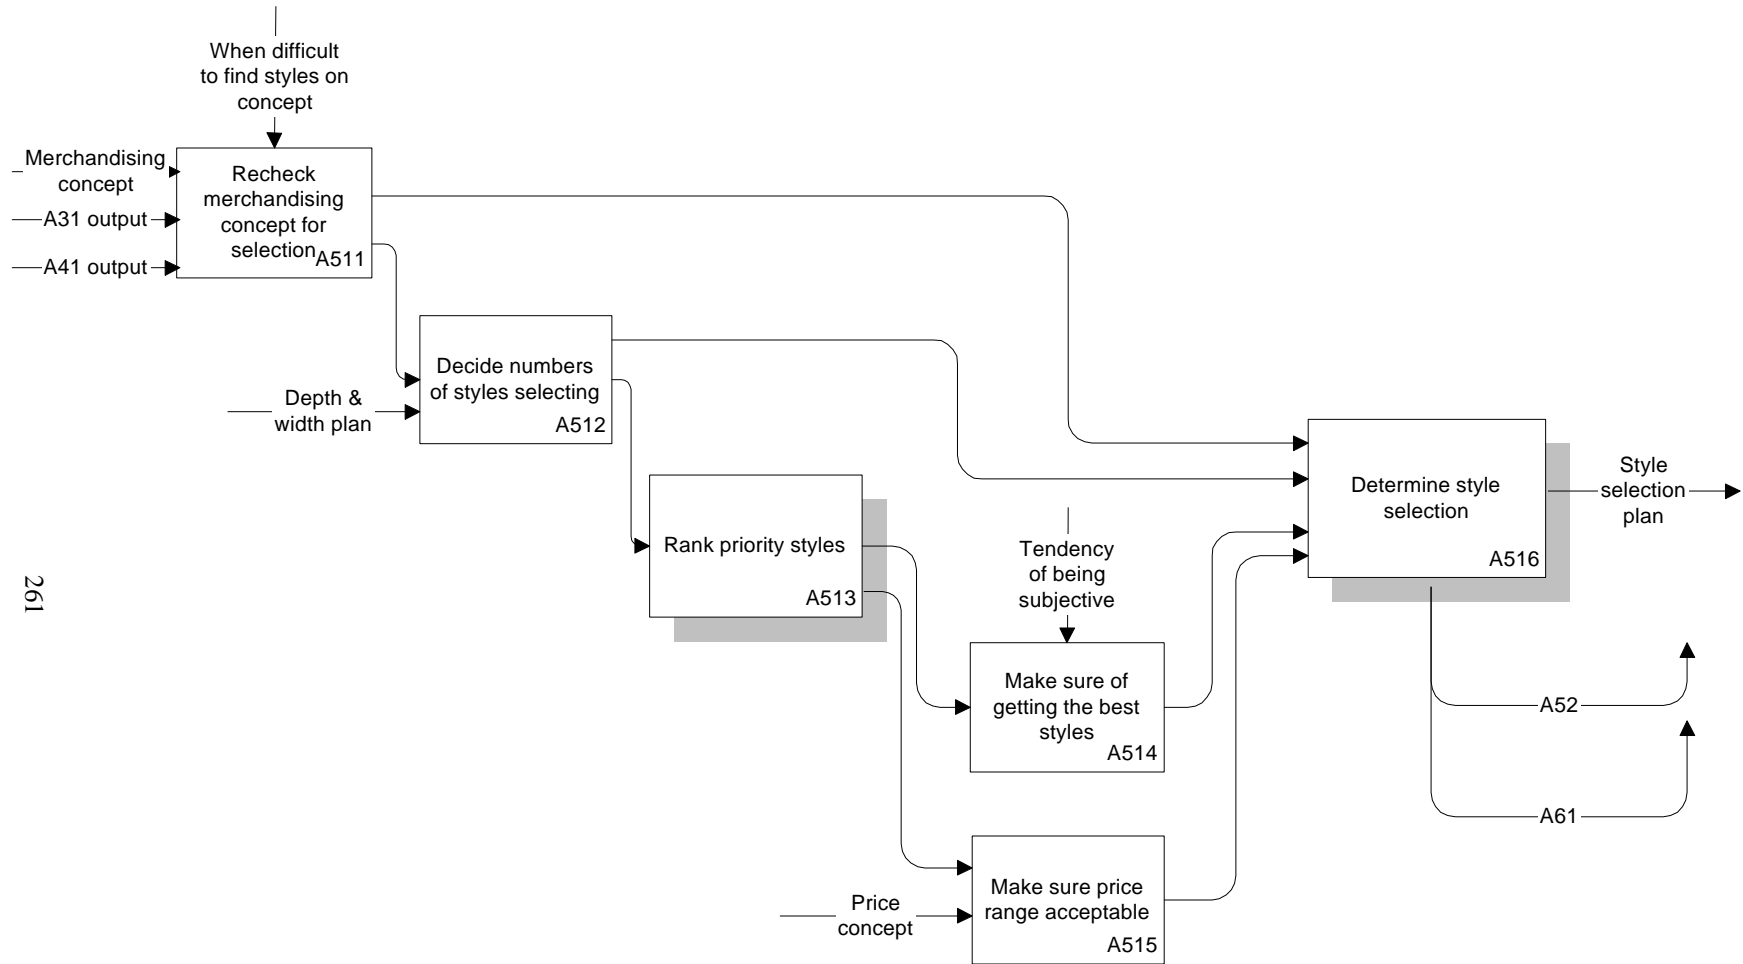 When difficult
to find styles on
concept
Merchandising
concept
A31 output
A41 output
Recheck
merchandising
concept for
selection
A511
Decide numbers
of styles selecting
A512
Depth &
width plan
Rank priority styles
A513
Tendency
of being
subjective
Make sure of
getting the best
styles
A514
Price
concept
Make sure price
range acceptable
A515
Determine style
selection
A516
Style
selection
plan
A52
A61
261